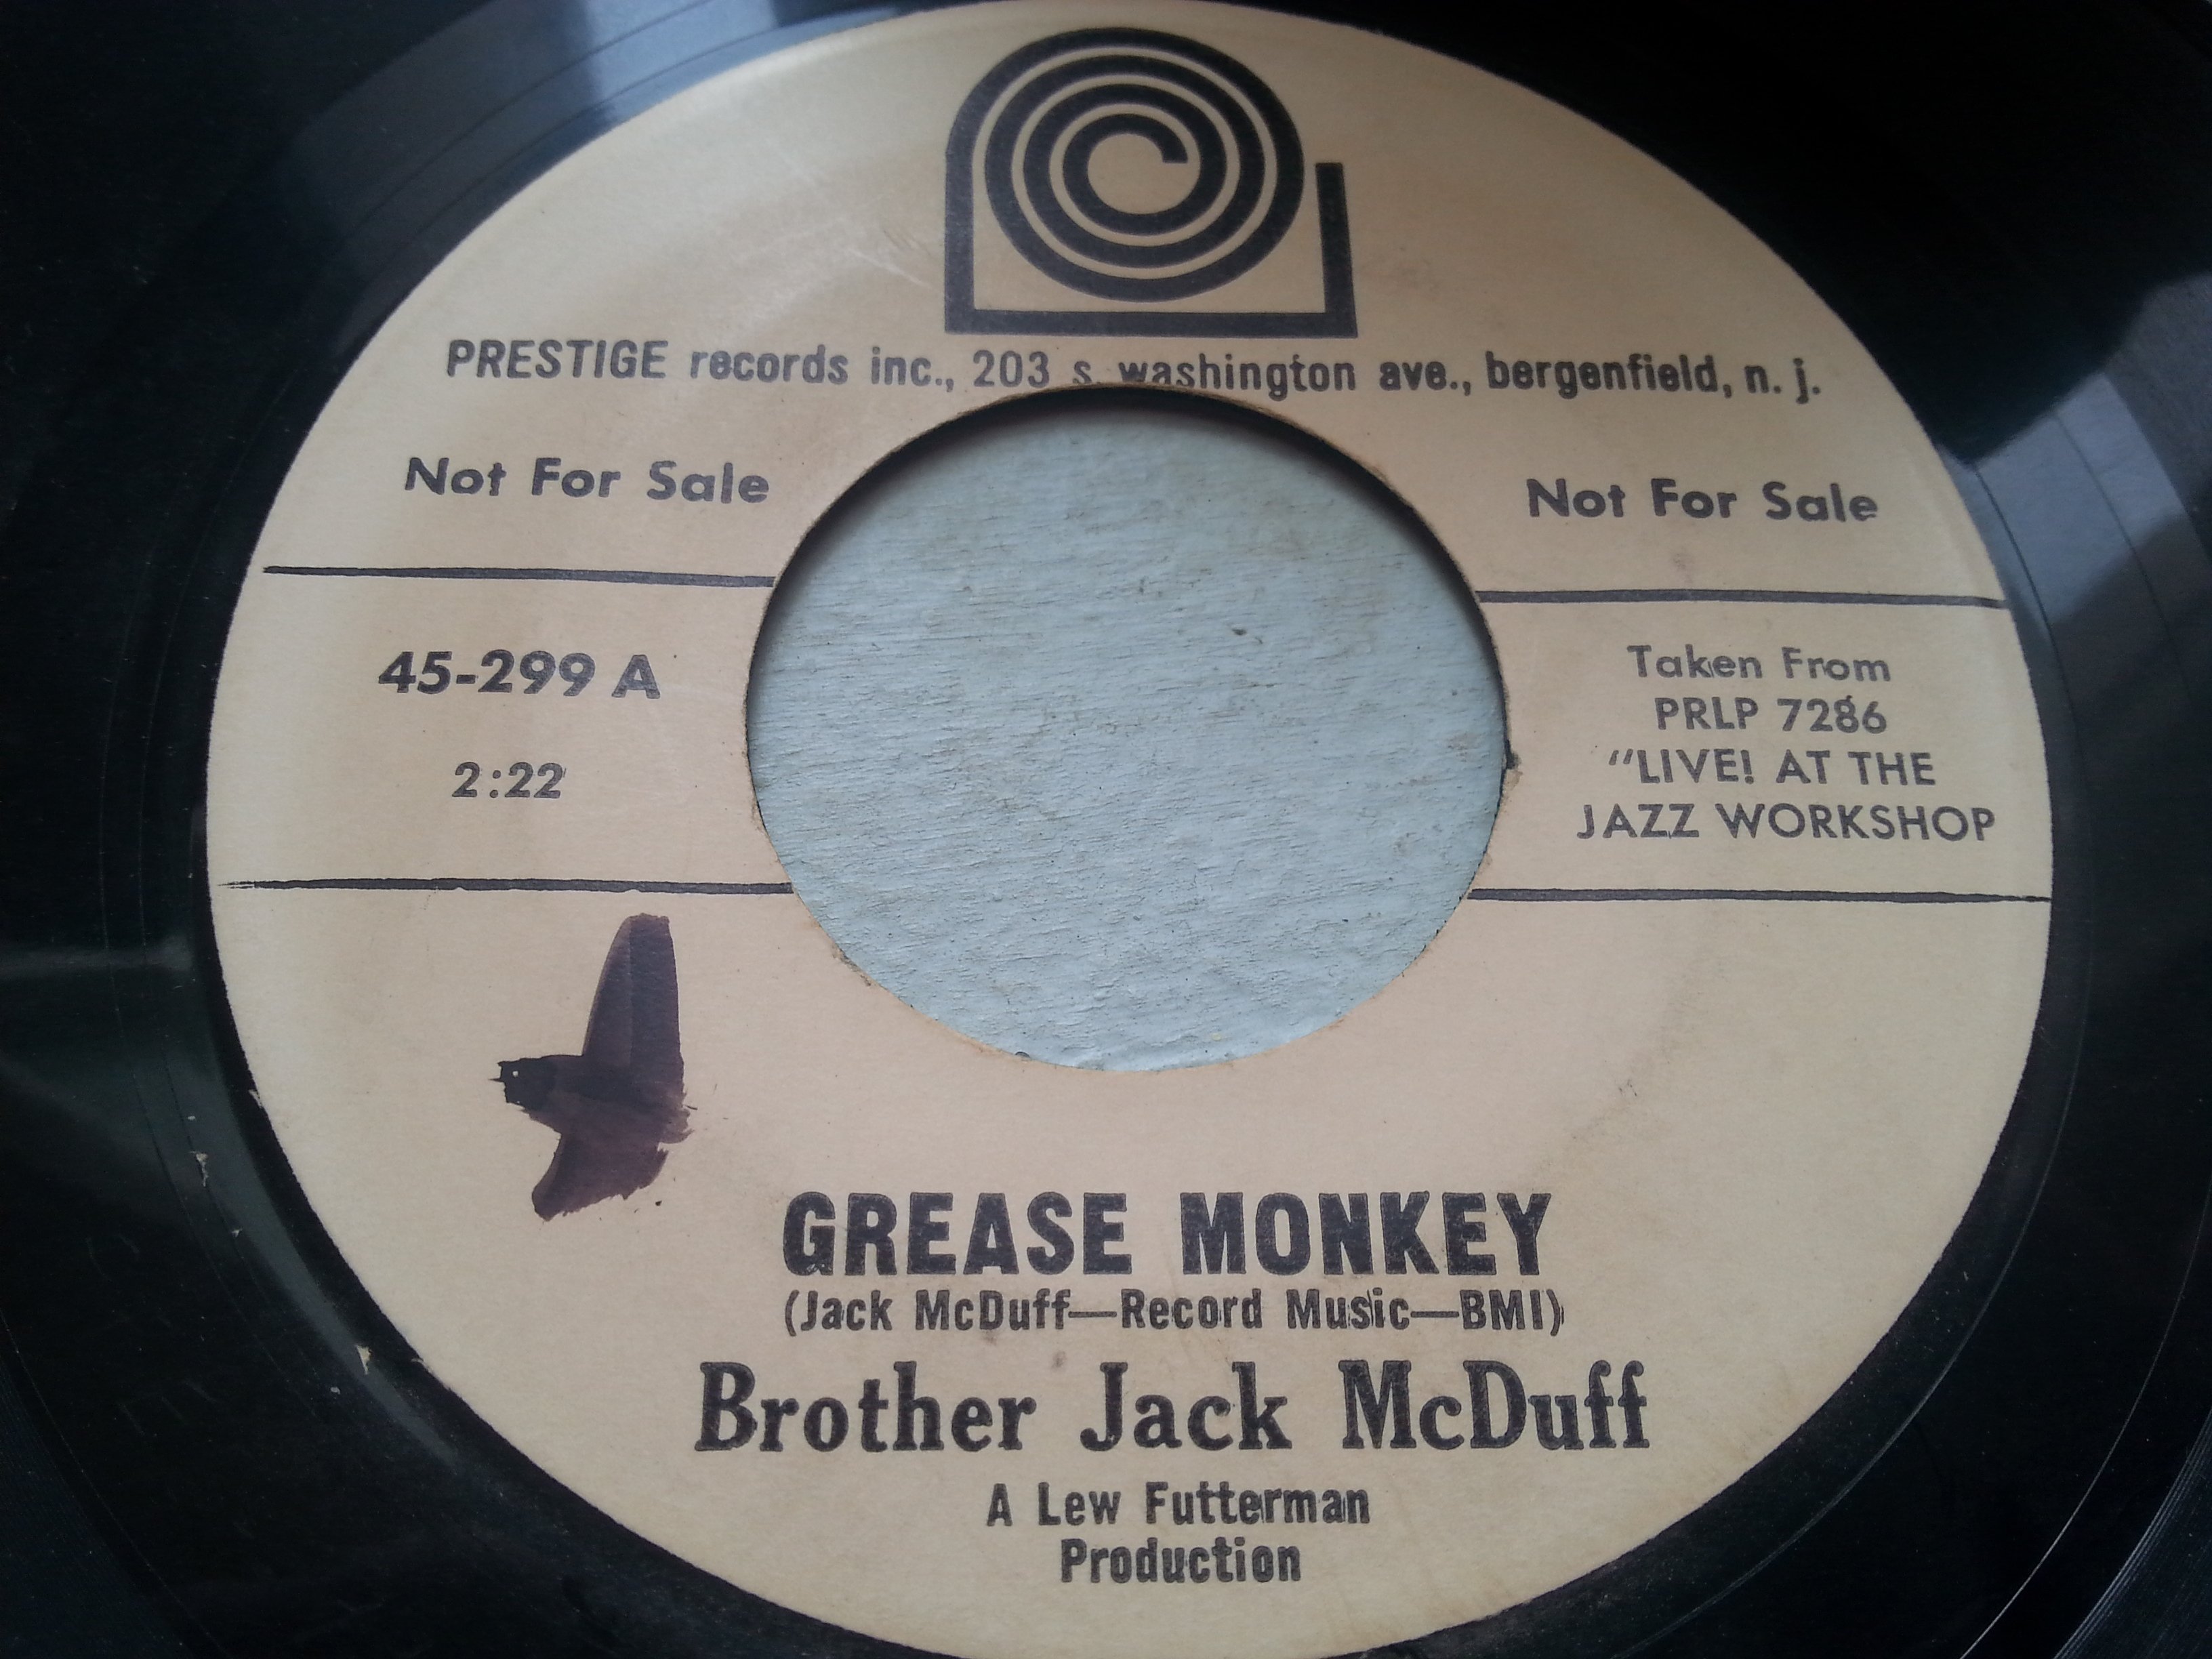 PRESTIGE records inc., 203 s. washington ave., bergenfield, n. j.
Not For Sale
Not For Sale
45-299 A
2:22
Taken From
PRLP 7286
"LIVE! AT THE
JAZZ WORKSHOP
GREASE MONKEY
(Jack McDuff—Record Music—BMI)
Brother Jack McDuff
A Lew Futterman
Production